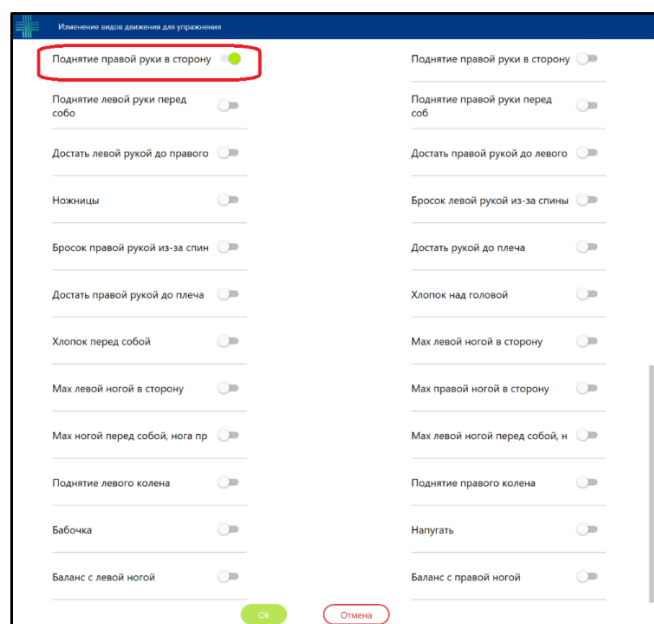 Изменение видов движения для упражнения
Поднятие правой руки в сторону
Поднятие правой руки в сторону
Поднятие левой руки перед
собо
Поднятие правой руки перед
соб
Достать левой рукой до правого
Достать правой рукой до левого
Ножницы
Бросок левой рукой из-за спины
Бросок правой рукой из-за спин
Достать рукой до плеча
Достать правой рукой до плеча
Хлопок над головой
Хлопок перед собой
Мах левой ногой в сторону
Мах левой ногой в сторону
Мах правой ногой в сторону
Мах ногой перед собой, нога пр
Мах левой ногой перед собой, н
Поднятие левого колена
Поднятие правого колена
Бабочка
Напугать
Баланс с левой ногой
Баланс с правой ногой
Ok
Отмена